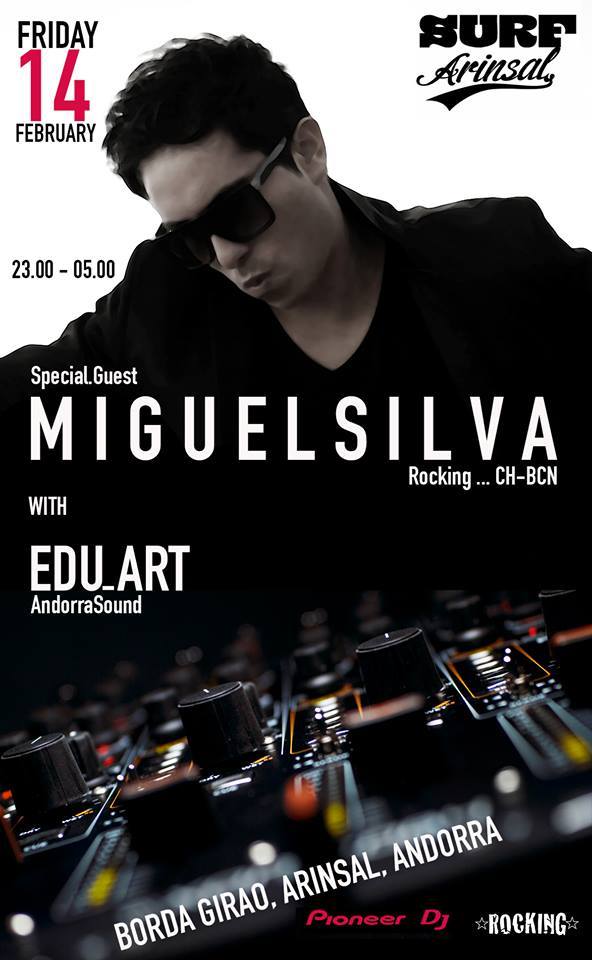 FRIDAY
14
FEBRUARY
SURF
Arinsal
23.00 - 05.00
Special.Guest
MIGUELSILVA
Rocking ... CH-BCN
WITH
EDU_ART
AndorraSound
BORDA GIRAO, ARINSAL, ANDORRA
Pioneer Dj
☆ROCKING☆